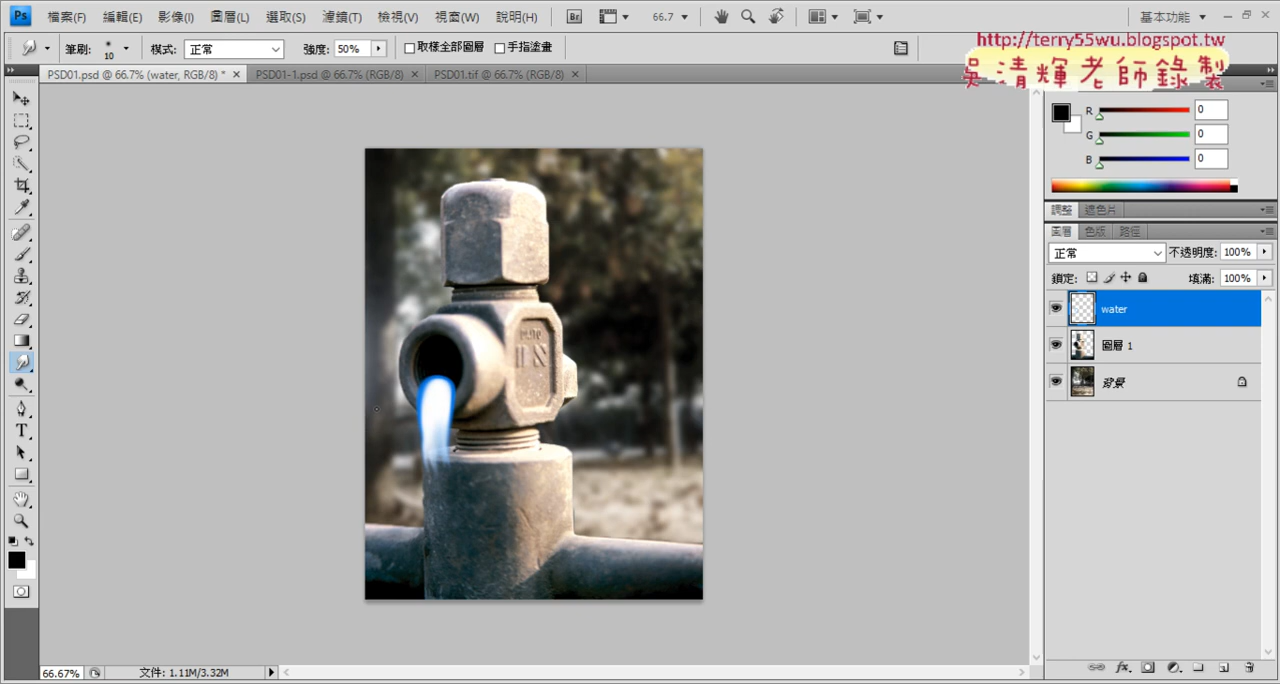 Ps 檔案(F) 編輯(E) 影像(I) 圖層(L) 選取(S) 濾鏡(T) 檢視(V) 視窗(W) 說明(H) Br 66.7 基本功能
筆刷: 10 模式: 正常 強度: 50% 取樣全部圖層 手指塗畫
http://terry55wu.blogspot.tw
吳清輝老師錄製
PSD01.psd @ 66.7% (water, RGB/8) * PSD01-1.psd @ 66.7% (RGB/8) PSD01.tif @ 66.7% (RGB/8)
R 0
G 0
B 0
調整
圖層 色版 路徑
正常 不透明度: 100%
鎖定: 填滿: 100%
water
圖層 1
背景
T
fx
66.67% 文件: 1.11M/3.32M